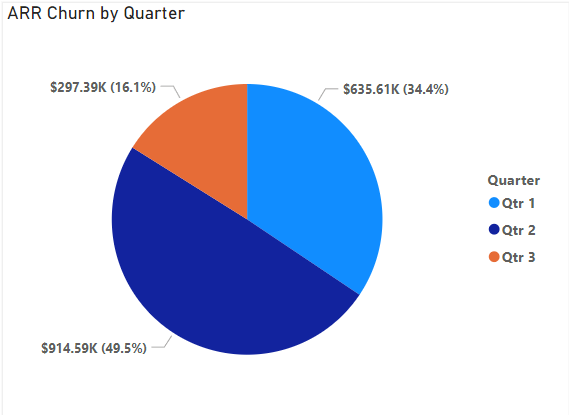 ARR Churn by Quarter
$297.39K (16.1%)
$635.61K (34.4%)
Quarter
Qtr 1
Qtr 2
Qtr 3
$914.59K (49.5%)